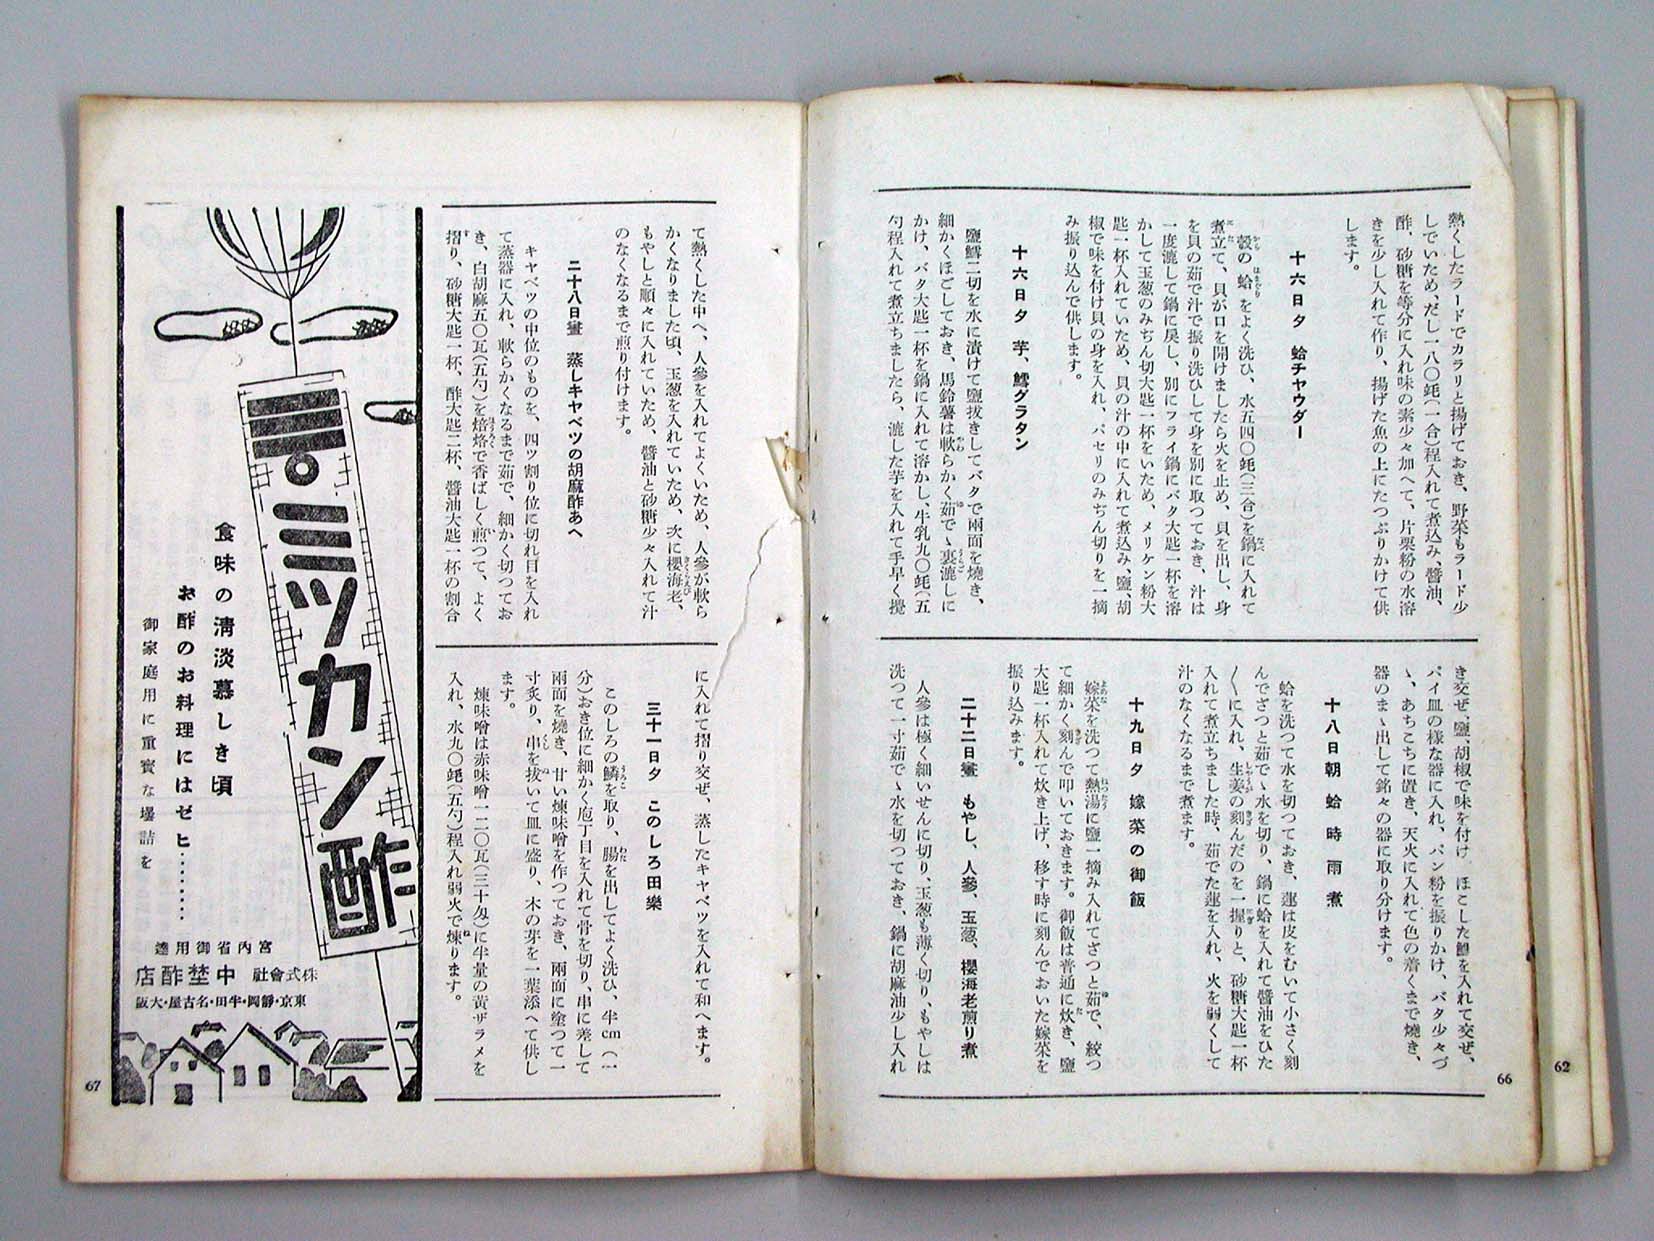 熱くしたラードでカラリと揚げておき、野菜もラード少
しでいため、だし一八〇竓(一合)程入れて煮込み、醬油、
酢、砂糖を等分に入れ味の素少々加へて、片栗粉の水溶
きを少し入れて作り、揚げた魚の上にたつぷりかけて供
します。
十六日夕 蛤チヤウダー
殼の蛤をよく洗ひ、水五四〇竓(三合)を鍋に入れて
煮立て、貝が口を開けましたら火を止め、貝を出し、身
を貝の茹で汁で振り洗ひして身を別に取つておき、汁は
一度漉して鍋に戻し、別にフライ鍋にバタ大匙一杯を溶
かして玉葱のみぢん切大匙一杯をいため、メリケン粉大
匙一杯入れていため、貝の汁の中に入れて煮込み、鹽、胡
椒で味を付け貝の身を入れ、パセリのみぢん切りを一摘
み振り込んで供します。
十六日夕 芋、鱈グラタン
鹽鱈二切を水に漬けて鹽拔きしてバタで兩面を燒き、
細かくほごしておき、馬鈴薯は軟らかく茹でゝ裏漉しに
かけ、バタ大匙一杯を鍋に入れて溶かし、牛乳九〇竓(五
勺程入れて煮立ちましたら、漉した芋を入れて手早く攪
き交ぜ、鹽、胡椒で味を付け、ほごした鱈を入れて交ぜ、
パイ皿の樣な器に入れ、パン粉を振りかけ、バタ少々づ
ゝ、あちこちに置き、天火に入れて色の着くまで燒き、
器のまゝ出して銘々の器に取り分けます。
十八日朝 蛤時雨煮
蛤を洗つて水を切つておき、蓮は皮をむいて小さく刻
んでざつと茹でゝ水を切り、鍋に蛤を入れて醬油をひた
〱に入れ、生姜の刻んだのを一握りと、砂糖大匙一杯
入れて煮立ちました時、茹でた蓮を入れ、火を弱くして
汁のなくなるまで煮ます。
十九日夕 嫁菜の御飯
嫁菜を洗つて熱湯に鹽一摘み入れてざつと茹で、絞つ
て細かく刻んで叩いておきます。御飯は普通に炊き、鹽
大匙一杯入れて炊き上げ、移す時に刻んでおいた嫁菜を
振り込みます。
二十二日晝 もやし、人參、玉葱、櫻海老煎り煮
人參は極く細いせんに切り、玉葱も薄く切り、もやしは
洗つて一寸茹でゝ水を切つておき、鍋に胡麻油少し入れ
66
62
て熱くした中へ、人參を入れてよくいため、人參が軟ら
かくなりました頃、玉葱を入れていため、次に櫻海老、
もやしと順々に入れていため、醬油と砂糖少々入れて汁
のなくなるまで煎り付けます。
二十八日晝 蒸しキヤベツの胡麻酢あへ
キヤベツの中位のものを、四ツ割り位に切れ目を入れ
て蒸器に入れ、軟らかくなるまで茹で、細かく切つてお
き、白胡麻五〇瓦(五勺)を焙烙で香ばしく煎つて、よく
摺り、砂糖大匙一杯、酢大匙二杯、醬油大匙一杯の割合
に入れて摺り交ぜ、蒸したキヤベツを入れて和へます。
三十一日夕 このしろ田樂
このしろの鱗を取り、腸を出してよく洗ひ、半cm(一
分)おき位に細かく庖丁目を入れて骨を切り、串に差して
兩面を燒き、甘い煉味噌を作つておき、兩面に塗つて一
寸炙り、串を拔いて皿に盛り、木の芽を一葉添へて供し
ます。
煉味噌は赤味噌一二〇瓦(三十匁)に半量の黃ザラメを
入れ、水九〇竓(五勺)程入れ弱火で煉ります。
ミツカン酢
食味の淸淡慕しき頃
お酢のお料理にはゼヒ………
御家庭用に重寶な壜詰を
達用御省內宮
店酢埜中 社會式株
阪大・屋古名・田半・岡靜・京東
67